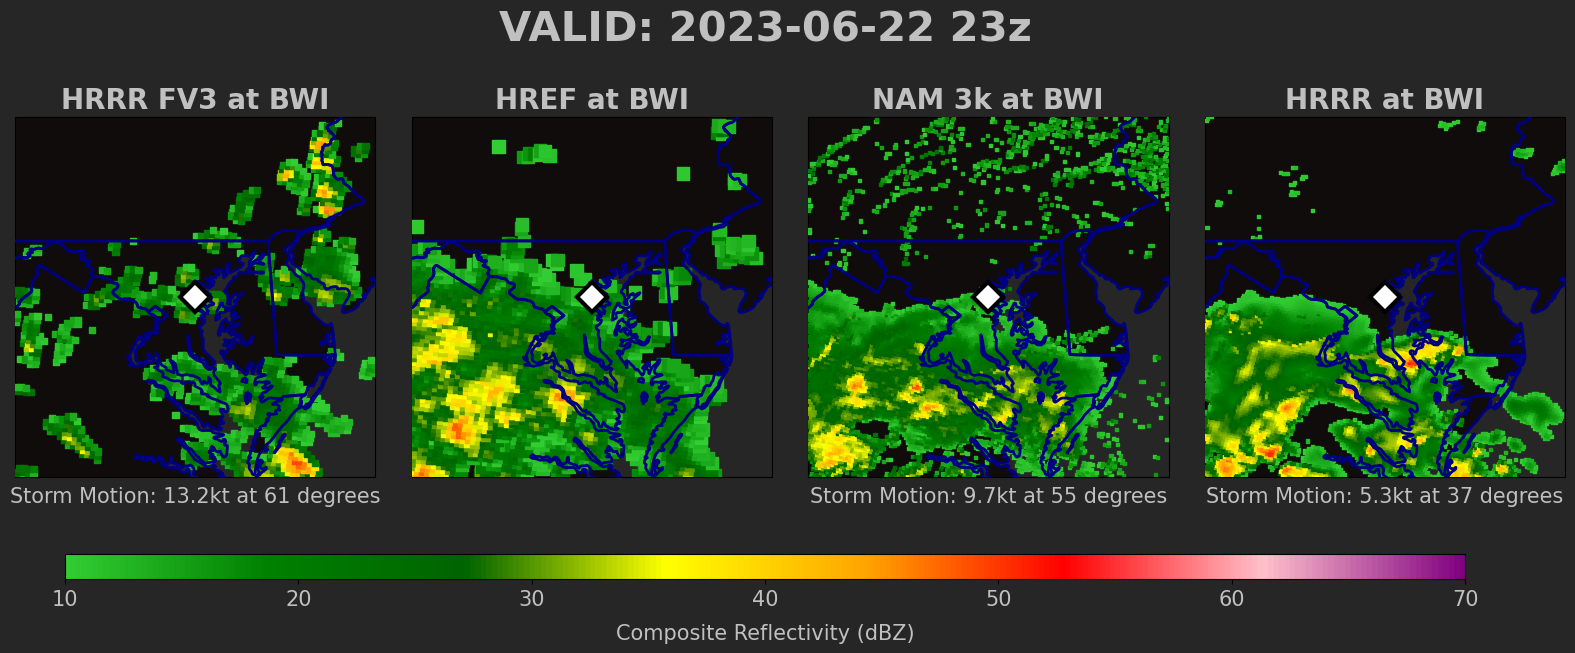 VALID: 2023-06-22 23z
HRRR FV3 at BWI
HREF at BWI
NAM 3k at BWI
HRRR at BWI
Storm Motion: 13.2kt at 61 degrees
Storm Motion: 9.7kt at 55 degrees
Storm Motion: 5.3kt at 37 degrees
10 20 30 40 50 60 70
Composite Reflectivity (dBZ)